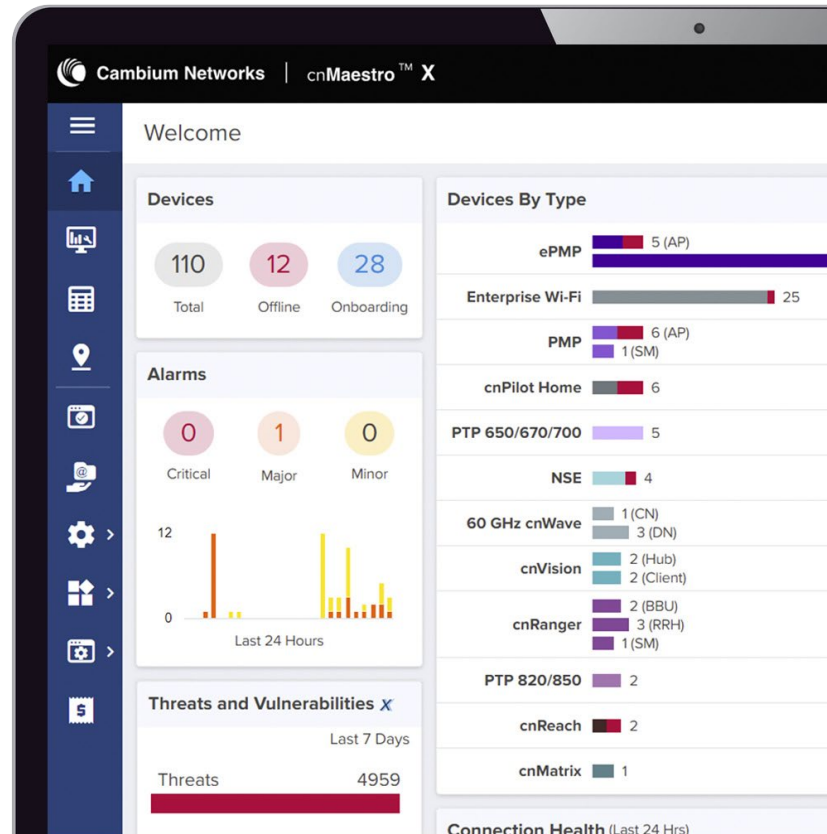 Cambium Networks | cnMaestro™ X
Welcome
Devices
110
12
28
Total
Offline
Onboarding
Alarms
0
1
0
Critical
Major
Minor
12
0
Last 24 Hours
Threats and Vulnerabilities X
Last 7 Days
Threats 4959
Devices By Type
ePMP 5 (AP)
Enterprise Wi-Fi 25
PMP 6 (AP)
1 (SM)
cnPilot Home 6
PTP 650/670/700 5
NSE 4
60 GHz cnWave 1 (CN)
3 (DN)
cnVision 2 (Hub)
2 (Client)
cnRanger 2 (BBU)
3 (RRH)
1 (SM)
PTP 820/850 2
cnReach 2
cnMatrix 1
Connection Health (Last 24 Hrs)
@
$